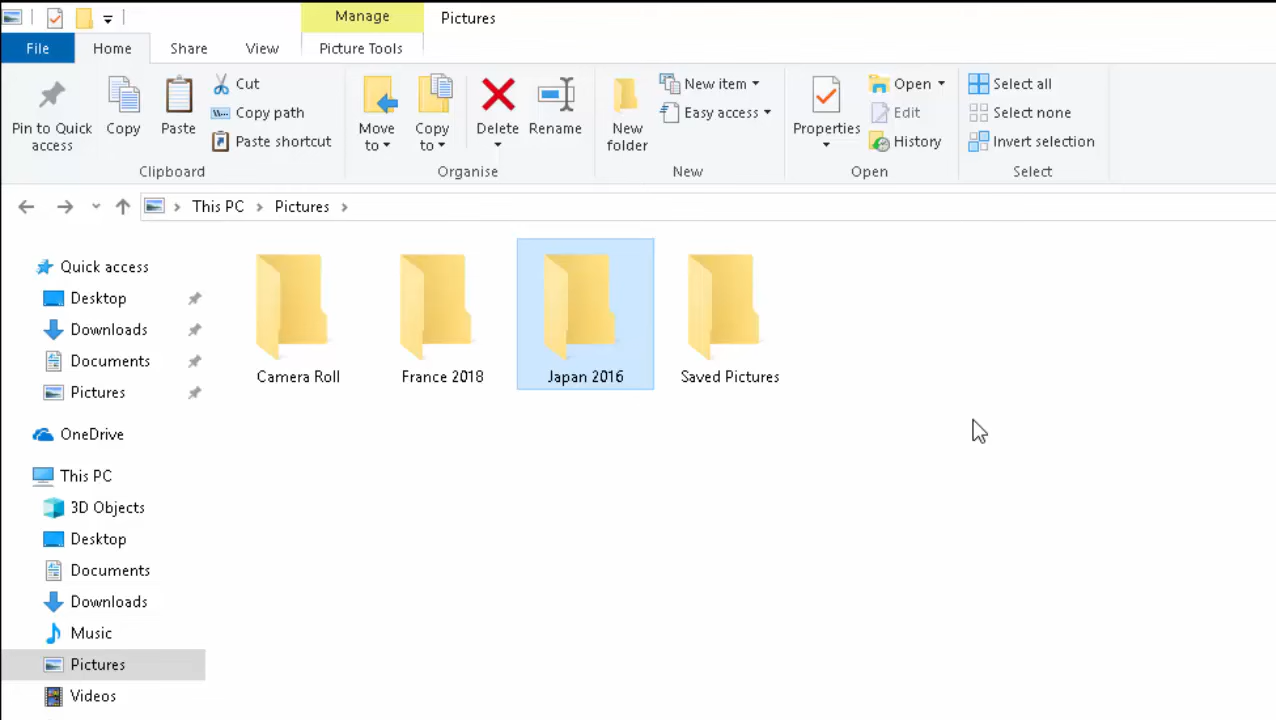 Manage Pictures
File Home Share View Picture Tools
Pin to Quick access
Copy
Paste
Cut
Copy path
Paste shortcut
Clipboard
Move to
Copy to
Delete
Rename
Organise
New folder
New item
Easy access
New
Properties
Open
Edit
History
Open
Select all
Select none
Invert selection
Select
This PC > Pictures >
Quick access
Desktop
Downloads
Documents
Pictures
OneDrive
This PC
3D Objects
Desktop
Documents
Downloads
Music
Pictures
Videos
Camera Roll
France 2018
Japan 2016
Saved Pictures